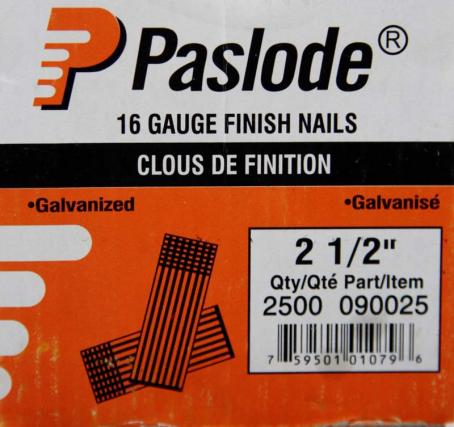 Paslode®
16 GAUGE FINISH NAILS
CLOUS DE FINITION
•Galvanized
•Galvanisé
2 1/2"
Qty/Qté Part/Item
2500 090025
7 59501 01079 6